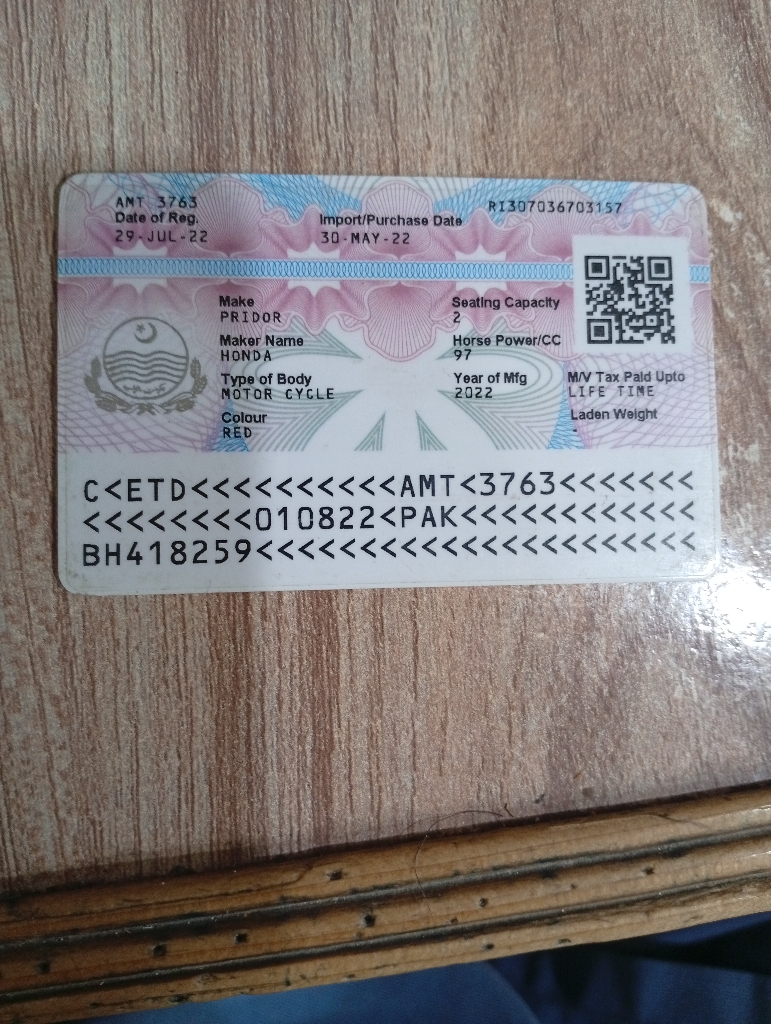 AMT 3763
RI307036703157
Date of Reg.
Import/Purchase Date
29-JUL-22
30-MAY-22
Make
Seating Capacity
PRIDOR
2
Maker Name
Horse Power/CC
HONDA
97
Type of Body
Year of Mfg
M/V Tax Paid Upto
MOTOR CYCLE
2022
LIFE TIME
Colour
Laden Weight
RED
-
C<ETD<<<<<<<<<<<AMT<3763<<<<<<<
<<<<<<<<<010822<PAK<<<<<<<<<<<<
BH418259<<<<<<<<<<<<<<<<<<<<<<<